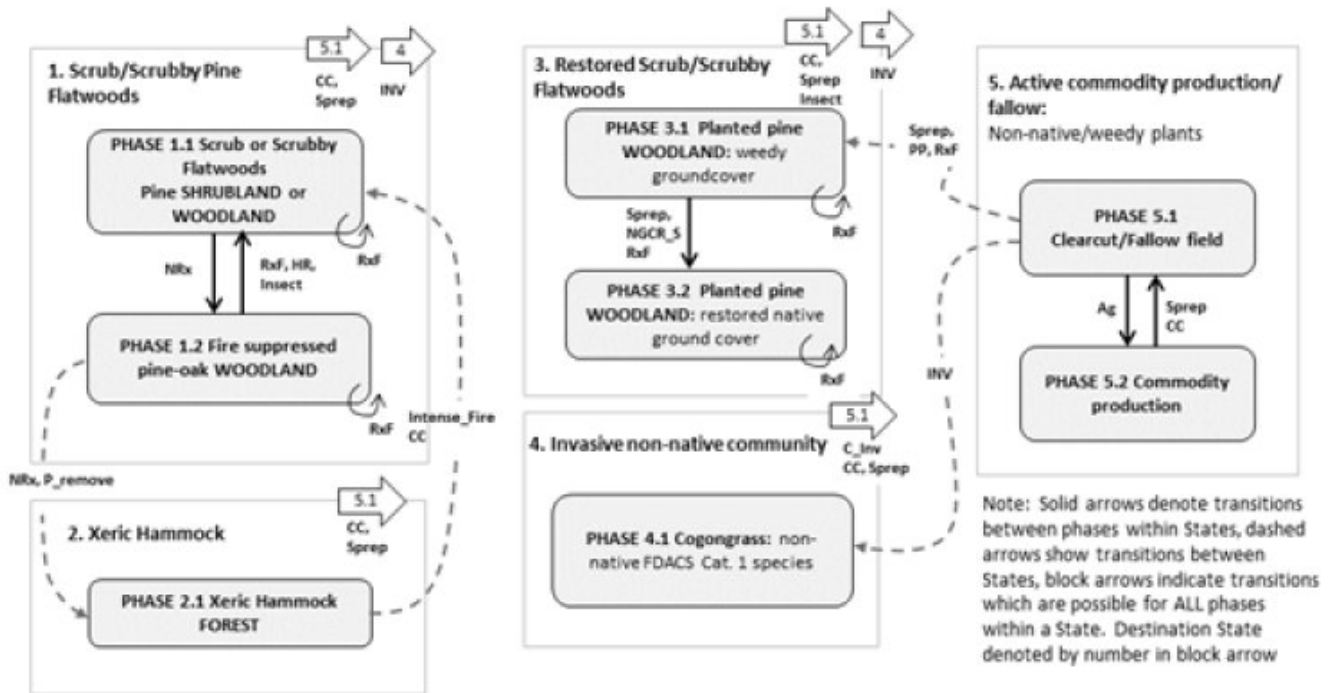 5.1
4
CC,
Sprep
INV
1. Scrub/Scrubby Pine
Flatwoods
PHASE 1.1 Scrub or Scrubby
Flatwoods
Pine SHRUBLAND or
WOODLAND
RxF
NRx
RxF, HR,
Insect
PHASE 1.2 Fire suppressed
pine-oak WOODLAND
RxF
Intense_Fire
CC
NRx, P_remove
5.1
CC,
Sprep
2. Xeric Hammock
PHASE 2.1 Xeric Hammock
FOREST
5.1
4
CC,
Sprep
Insect
INV
3. Restored Scrub/Scrubby
Flatwoods
PHASE 3.1 Planted pine
WOODLAND: weedy
groundcover
RxF
Sprep,
NGCR_S
RxF
PHASE 3.2 Planted pine
WOODLAND: restored native
ground cover
RxF
5.1
C_Inv
CC, Sprep
4. Invasive non-native community
PHASE 4.1 Cogongrass: non-
native FDACS Cat. 1 species
Sprep,
PP, RxF
INV
5. Active commodity production/
fallow:
Non-native/weedy plants
PHASE 5.1
Clearcut/Fallow field
Ag
Sprep
CC
PHASE 5.2 Commodity
production
Note: Solid arrows denote transitions
between phases within States, dashed
arrows show transitions between
States, block arrows indicate transitions
which are possible for ALL phases
within a State. Destination State
denoted by number in block arrow